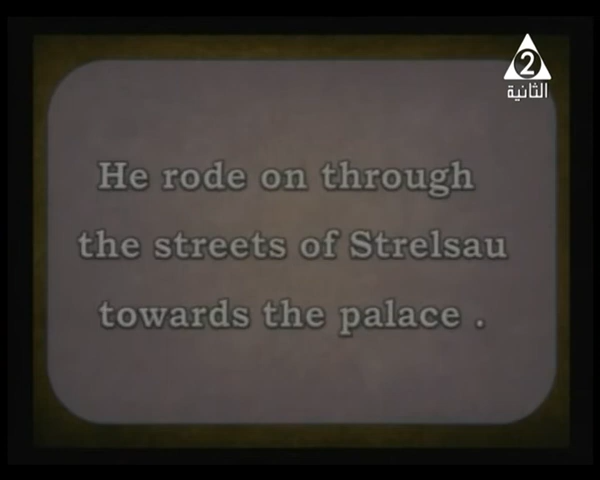 2
الثانية
He rode on through
the streets of Strelsau
towards the palace .